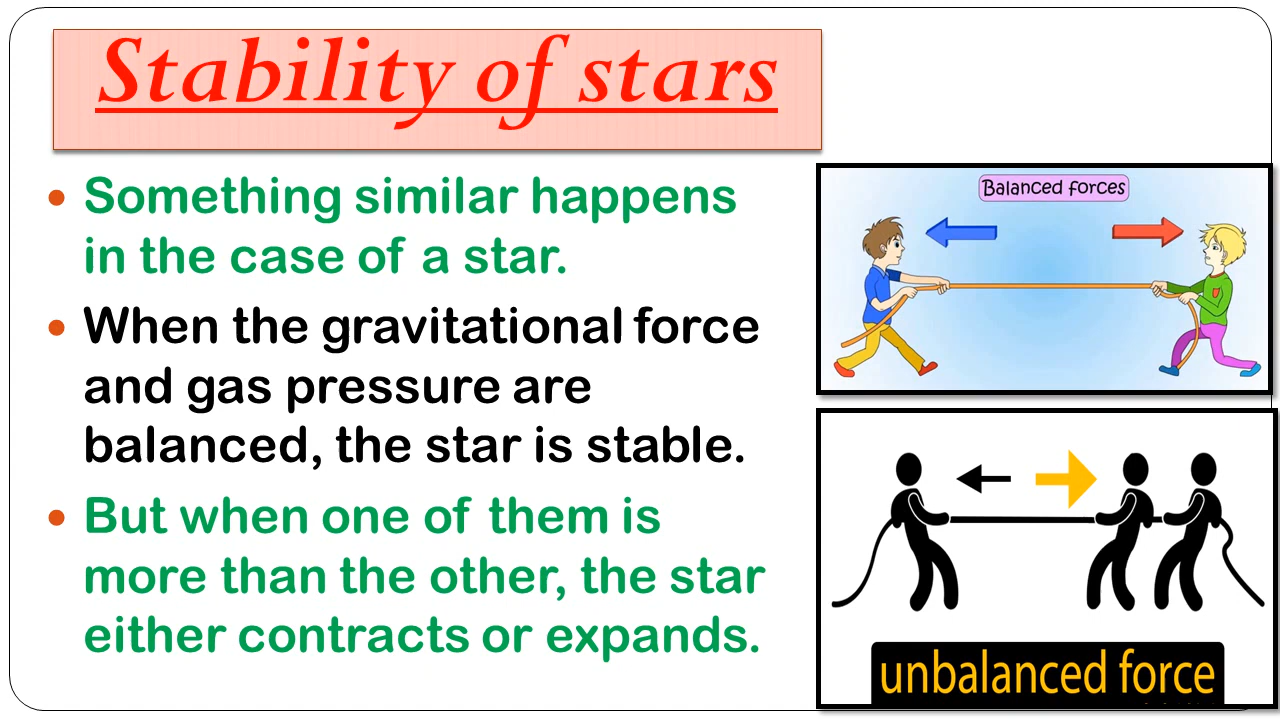 Stability of stars
Something similar happens
in the case of a star.
When the gravitational force
and gas pressure are
balanced, the star is stable.
But when one of them is
more than the other, the star
either contracts or expands.
Balanced forces
unbalanced force